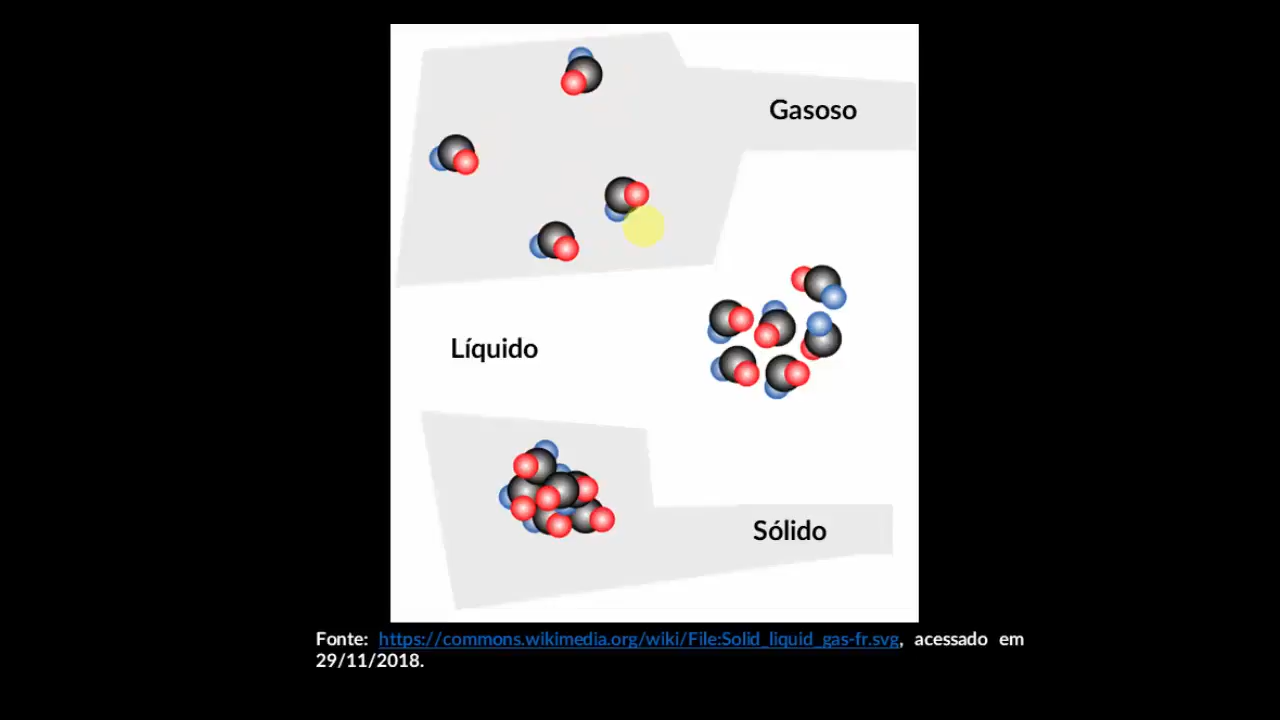 Gasoso
Líquido
Sólido
Fonte: https://commons.wikimedia.org/wiki/File:Solid_liquid_gas-fr.svg, acessado em
29/11/2018.